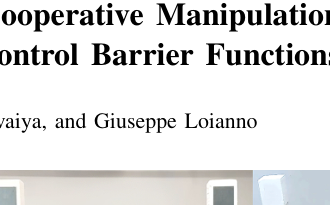 ooperative Manipulation
ontrol Barrier Functions
vaiya, and Giuseppe Loianno